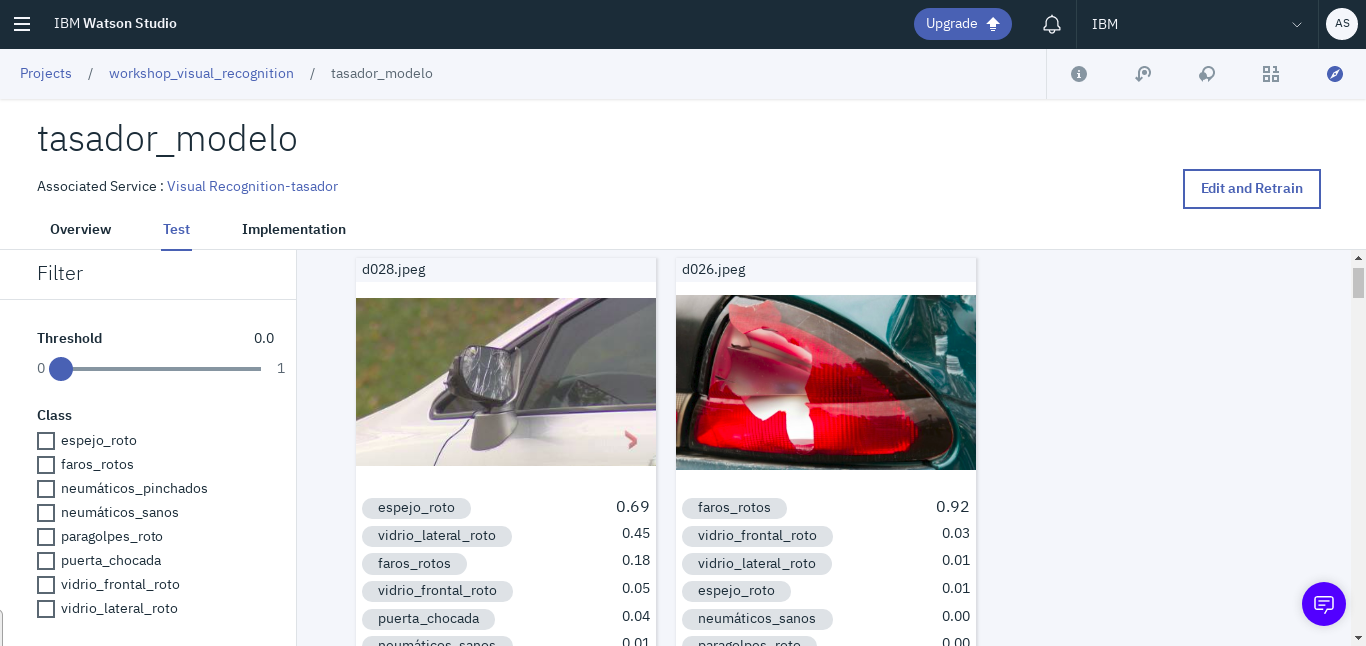 IBM Watson Studio
Upgrade
IBM
AS
Projects / workshop_visual_recognition / tasador_modelo
tasador_modelo
Associated Service : Visual Recognition-tasador
Edit and Retrain
Overview
Test
Implementation
Filter
Threshold 0.0
0 1
Class
espejo_roto
faros_rotos
neumáticos_pinchados
neumáticos_sanos
paragolpes_roto
puerta_chocada
vidrio_frontal_roto
vidrio_lateral_roto
d028.jpeg
espejo_roto 0.69
vidrio_lateral_roto 0.45
faros_rotos 0.18
vidrio_frontal_roto 0.05
puerta_chocada 0.04
neumáticos_sanos 0.01
d026.jpeg
faros_rotos 0.92
vidrio_frontal_roto 0.03
vidrio_lateral_roto 0.01
espejo_roto 0.01
neumáticos_sanos 0.00
paragolpes_roto 0.00